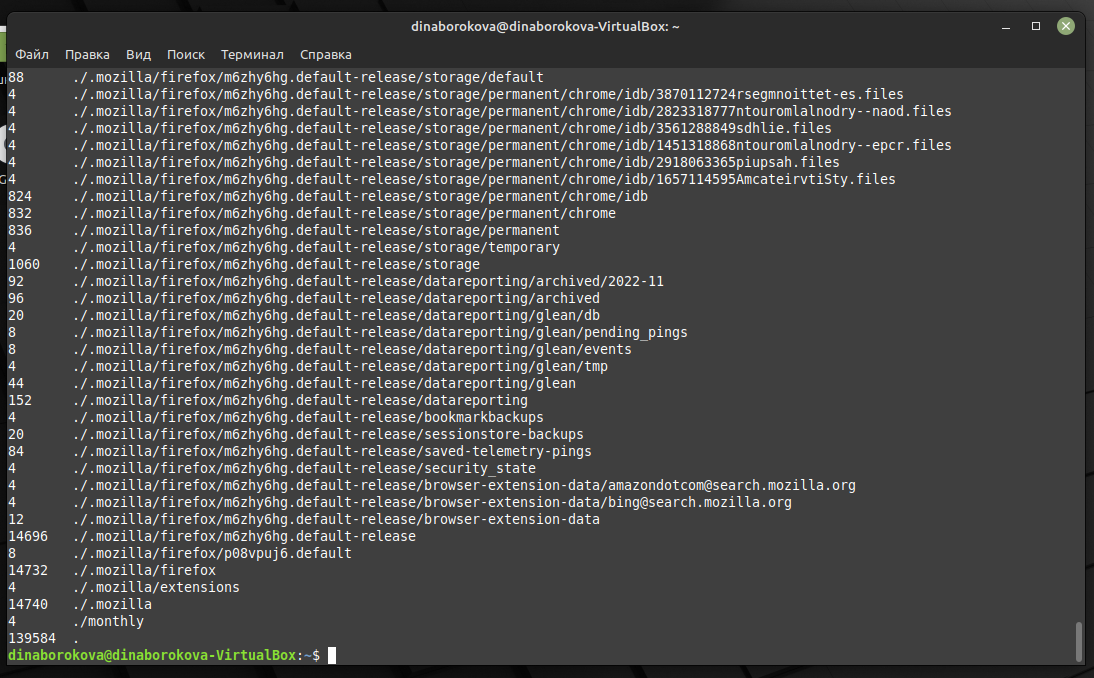 dinaborokova@dinaborokova-VirtualBox: ~
Файл Правка Вид Поиск Терминал Справка
88 ./.mozilla/firefox/m6zhy6hg.default-release/storage/default
4 ./.mozilla/firefox/m6zhy6hg.default-release/storage/permanent/chrome/idb/3870112724rsegmnoittet-es.files
4 ./.mozilla/firefox/m6zhy6hg.default-release/storage/permanent/chrome/idb/2823318777ntouromlalnodry--naod.files
4 ./.mozilla/firefox/m6zhy6hg.default-release/storage/permanent/chrome/idb/3561288849sdhlie.files
4 ./.mozilla/firefox/m6zhy6hg.default-release/storage/permanent/chrome/idb/1451318868ntouromlalnodry--epcr.files
4 ./.mozilla/firefox/m6zhy6hg.default-release/storage/permanent/chrome/idb/2918063365piupsah.files
4 ./.mozilla/firefox/m6zhy6hg.default-release/storage/permanent/chrome/idb/1657114595AmcateirvtiSty.files
824 ./.mozilla/firefox/m6zhy6hg.default-release/storage/permanent/chrome/idb
832 ./.mozilla/firefox/m6zhy6hg.default-release/storage/permanent/chrome
836 ./.mozilla/firefox/m6zhy6hg.default-release/storage/permanent
4 ./.mozilla/firefox/m6zhy6hg.default-release/storage/temporary
1060 ./.mozilla/firefox/m6zhy6hg.default-release/storage
92 ./.mozilla/firefox/m6zhy6hg.default-release/datareporting/archived/2022-11
96 ./.mozilla/firefox/m6zhy6hg.default-release/datareporting/archived
20 ./.mozilla/firefox/m6zhy6hg.default-release/datareporting/glean/db
8 ./.mozilla/firefox/m6zhy6hg.default-release/datareporting/glean/pending_pings
8 ./.mozilla/firefox/m6zhy6hg.default-release/datareporting/glean/events
4 ./.mozilla/firefox/m6zhy6hg.default-release/datareporting/glean/tmp
44 ./.mozilla/firefox/m6zhy6hg.default-release/datareporting/glean
152 ./.mozilla/firefox/m6zhy6hg.default-release/datareporting
4 ./.mozilla/firefox/m6zhy6hg.default-release/bookmarkbackups
20 ./.mozilla/firefox/m6zhy6hg.default-release/sessionstore-backups
84 ./.mozilla/firefox/m6zhy6hg.default-release/saved-telemetry-pings
4 ./.mozilla/firefox/m6zhy6hg.default-release/security_state
4 ./.mozilla/firefox/m6zhy6hg.default-release/browser-extension-data/amazondotcom@search.mozilla.org
4 ./.mozilla/firefox/m6zhy6hg.default-release/browser-extension-data/bing@search.mozilla.org
12 ./.mozilla/firefox/m6zhy6hg.default-release/browser-extension-data
14696 ./.mozilla/firefox/m6zhy6hg.default-release
8 ./.mozilla/firefox/p08vpuj6.default
14732 ./.mozilla/firefox
4 ./.mozilla/extensions
14740 ./.mozilla
4 ./monthly
139584 .
dinaborokova@dinaborokova-VirtualBox:~$